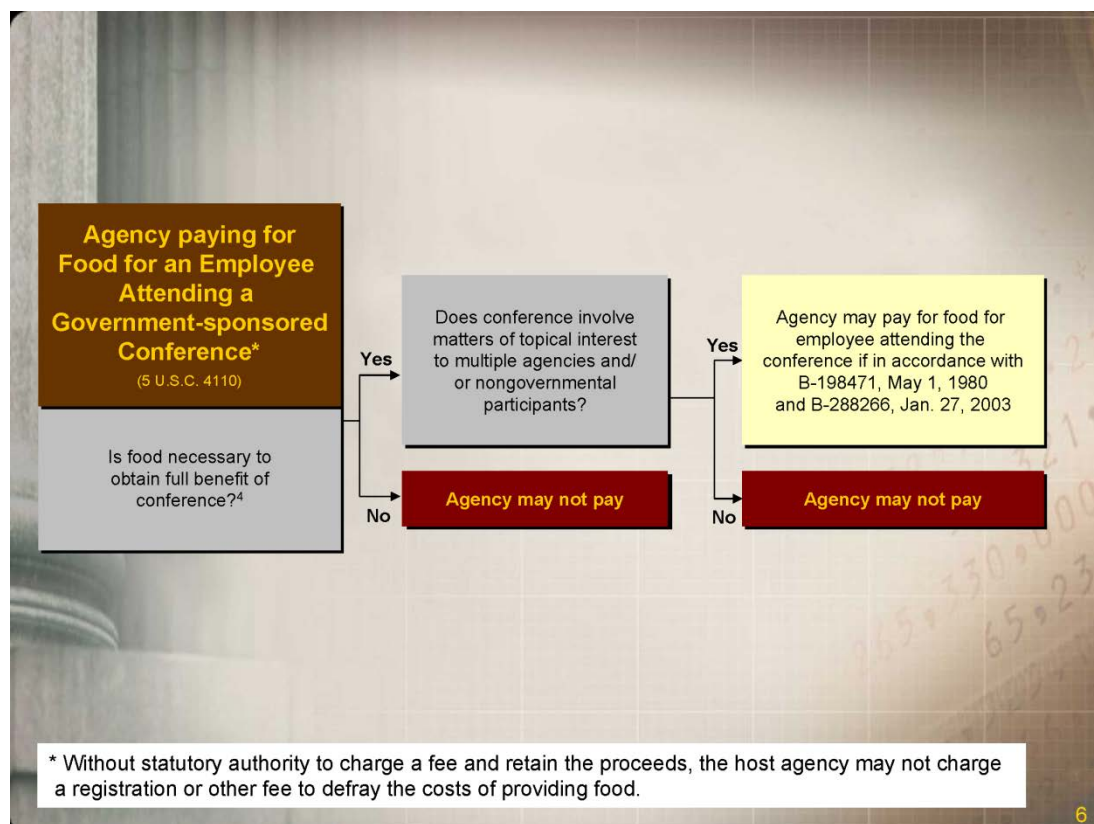 Agency paying for
Food for an Employee
Attending a
Government-sponsored
Conference*
(5 U.S.C. 4110)
Is food necessary to
obtain full benefit of
conference?4
Yes
No
Does conference involve
matters of topical interest
to multiple agencies and/
or nongovernmental
participants?
Agency may not pay
Yes
No
Agency may pay for food for
employee attending the
conference if in accordance with
B-198471, May 1, 1980
and B-288266, Jan. 27, 2003
Agency may not pay
* Without statutory authority to charge a fee and retain the proceeds, the host agency may not charge
a registration or other fee to defray the costs of providing food.
6